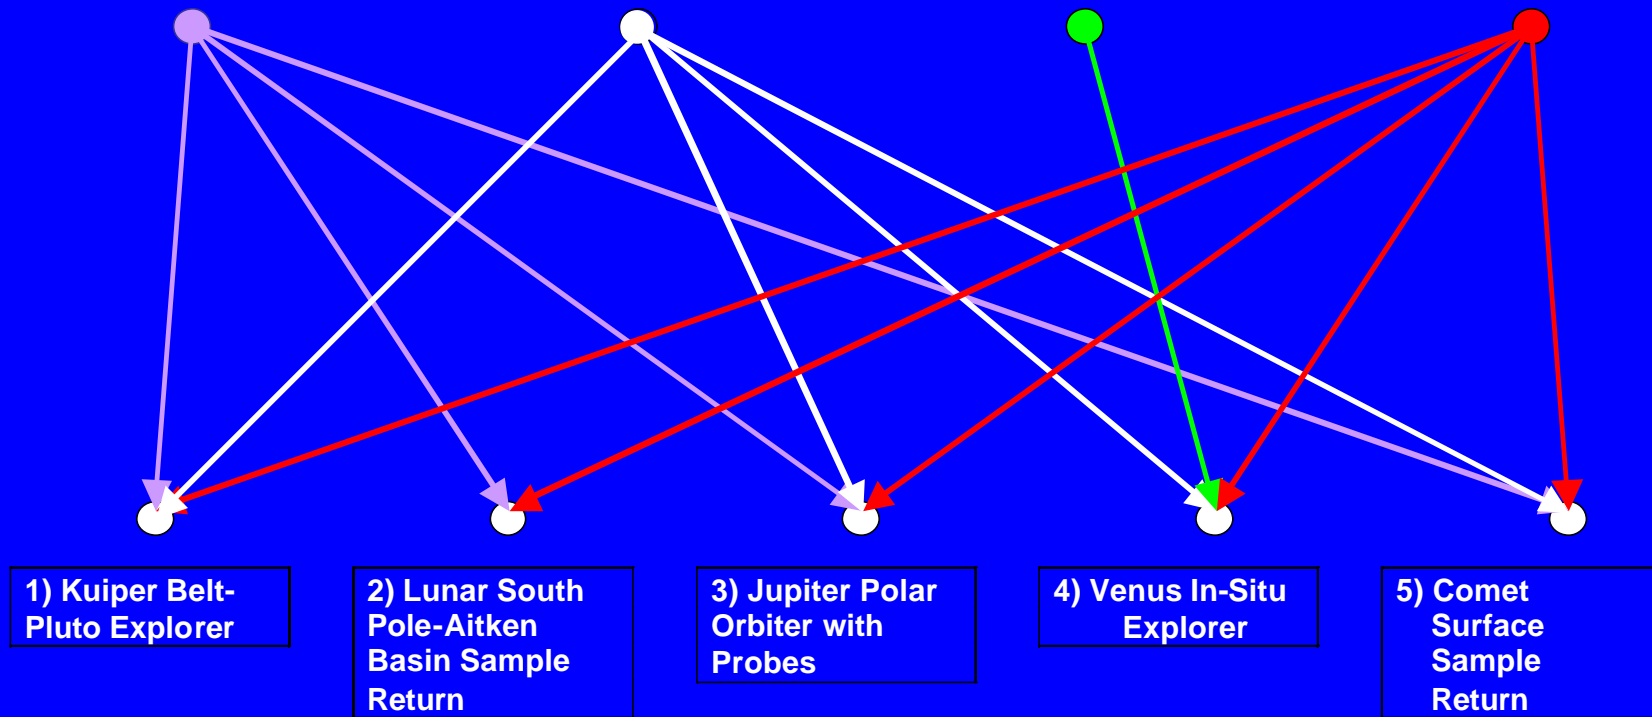 1) Kuiper Belt-
Pluto Explorer
2) Lunar South
Pole-Aitken
Basin Sample
Return
3) Jupiter Polar
Orbiter with
Probes
4) Venus In-Situ
Explorer
5) Comet
Surface
Sample
Return